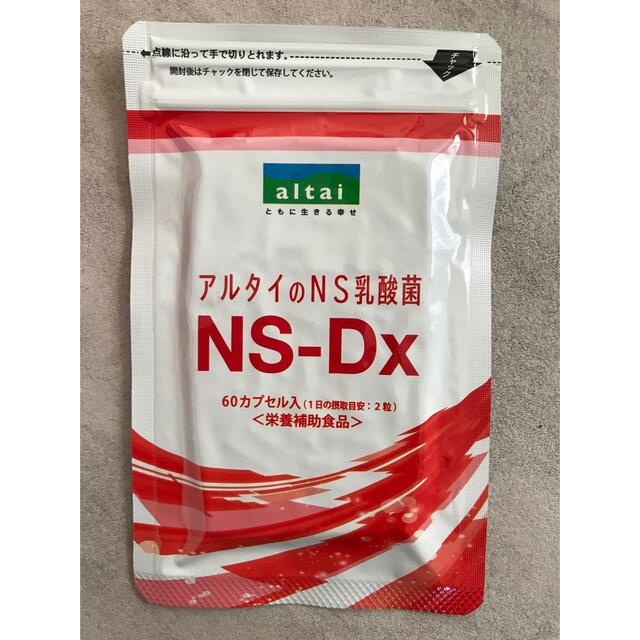 点線に沿って手で切りとれます。
チャック
開封後はチャックを閉じて保存してください。
altai
ともに生きる幸せ
アルタイのNS乳酸菌
NS-Dx
60カプセル入(1日の摂取目安:2粒)
<栄養補助食品>